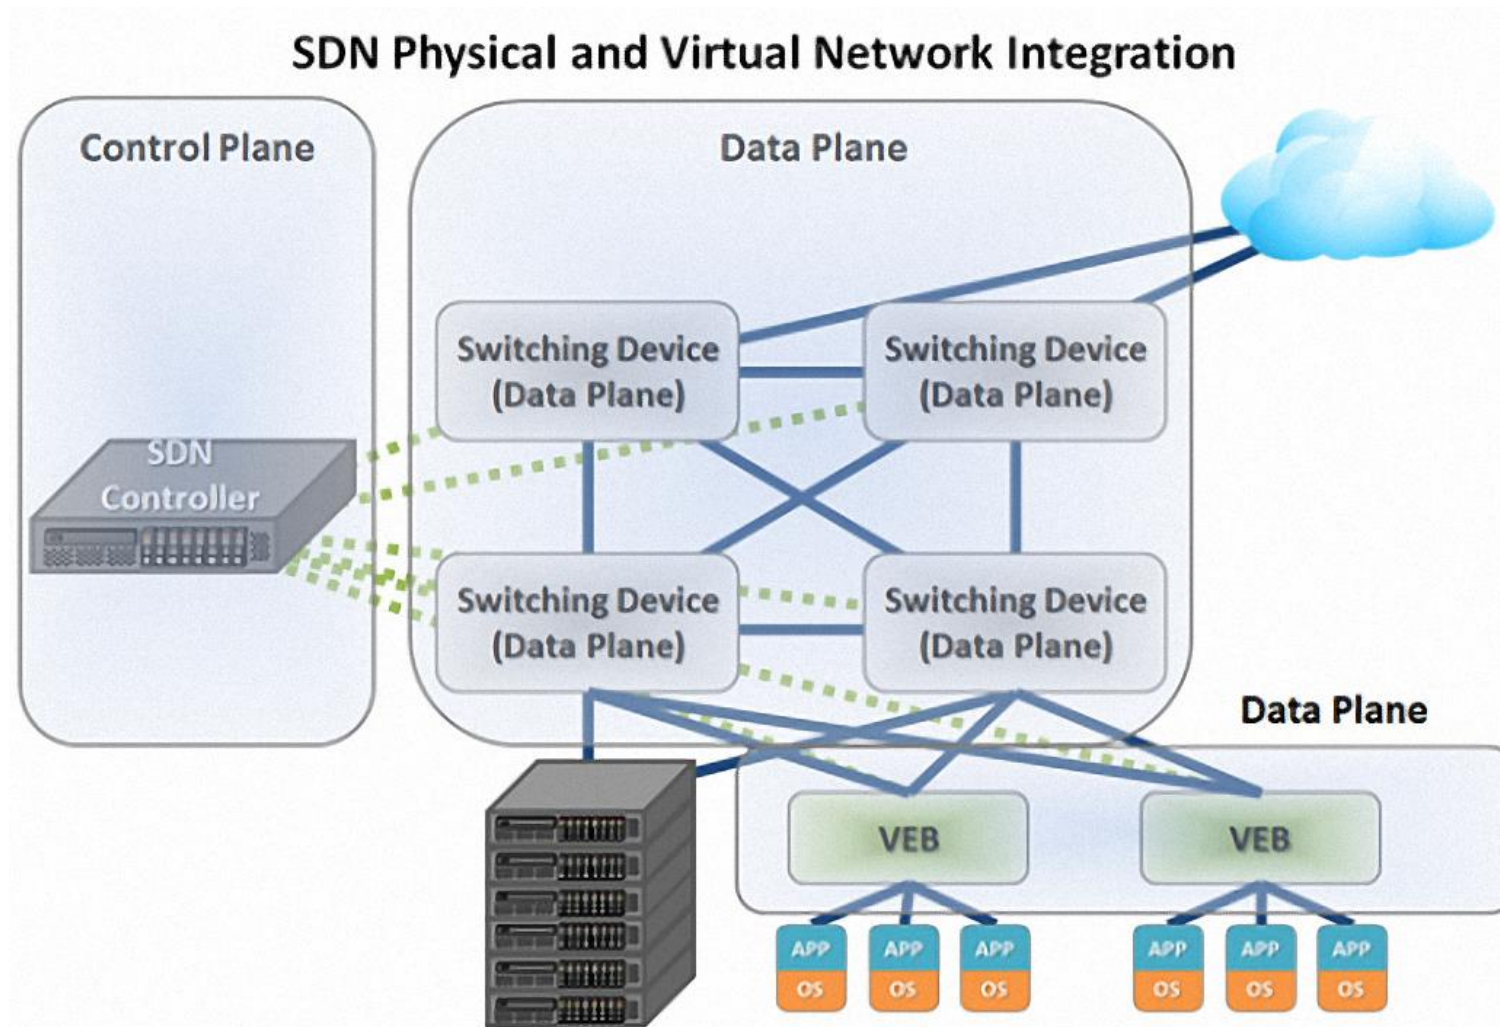 SDN Physical and Virtual Network Integration
Control Plane
Data Plane
Switching Device
(Data Plane)
Switching Device
(Data Plane)
SDN
Controller
Switching Device
(Data Plane)
Switching Device
(Data Plane)
Data Plane
VEB
VEB
APP
APP
APP
APP
APP
APP
OS
OS
OS
OS
OS
OS